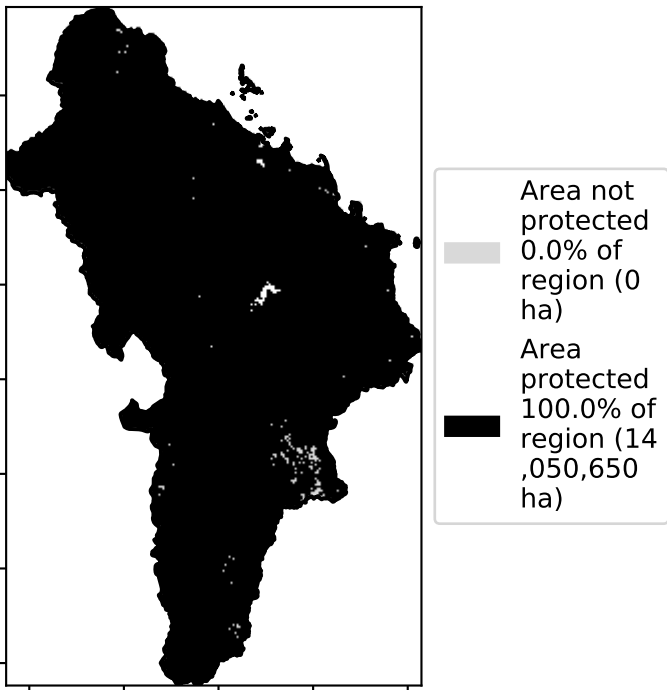 Area not
protected
0.0% of
region (0
ha)
Area
protected
100.0% of
region (14
,050,650
ha)